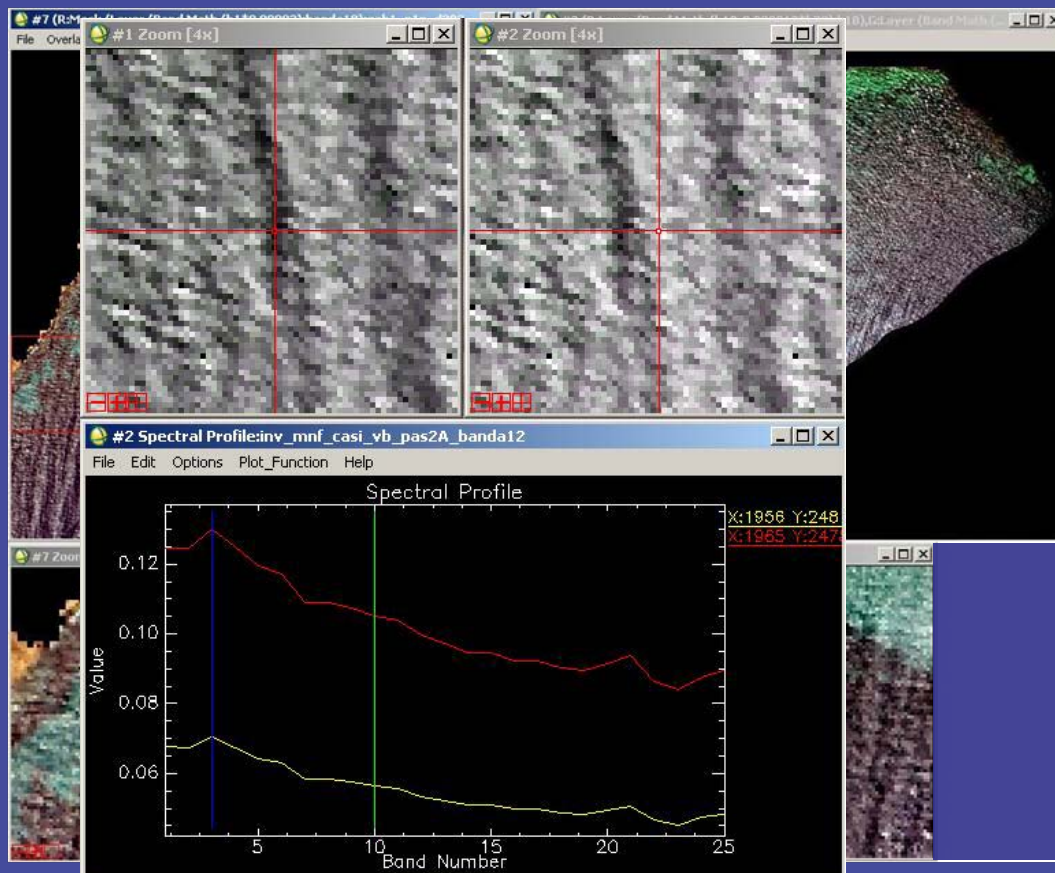 #1 Zoom [4x]
#2 Zoom [4x]
File Overla
#7 Zoom
#2 Spectral Profile:inv_mnf_casi_vb_pas2A_banda12
File Edit Options Plot_Function Help
Spectral Profile
X:1956 Y:248
X:1965 Y:247
Value
0.12
0.10
0.08
0.06
5 10 15 20 25
Band Number